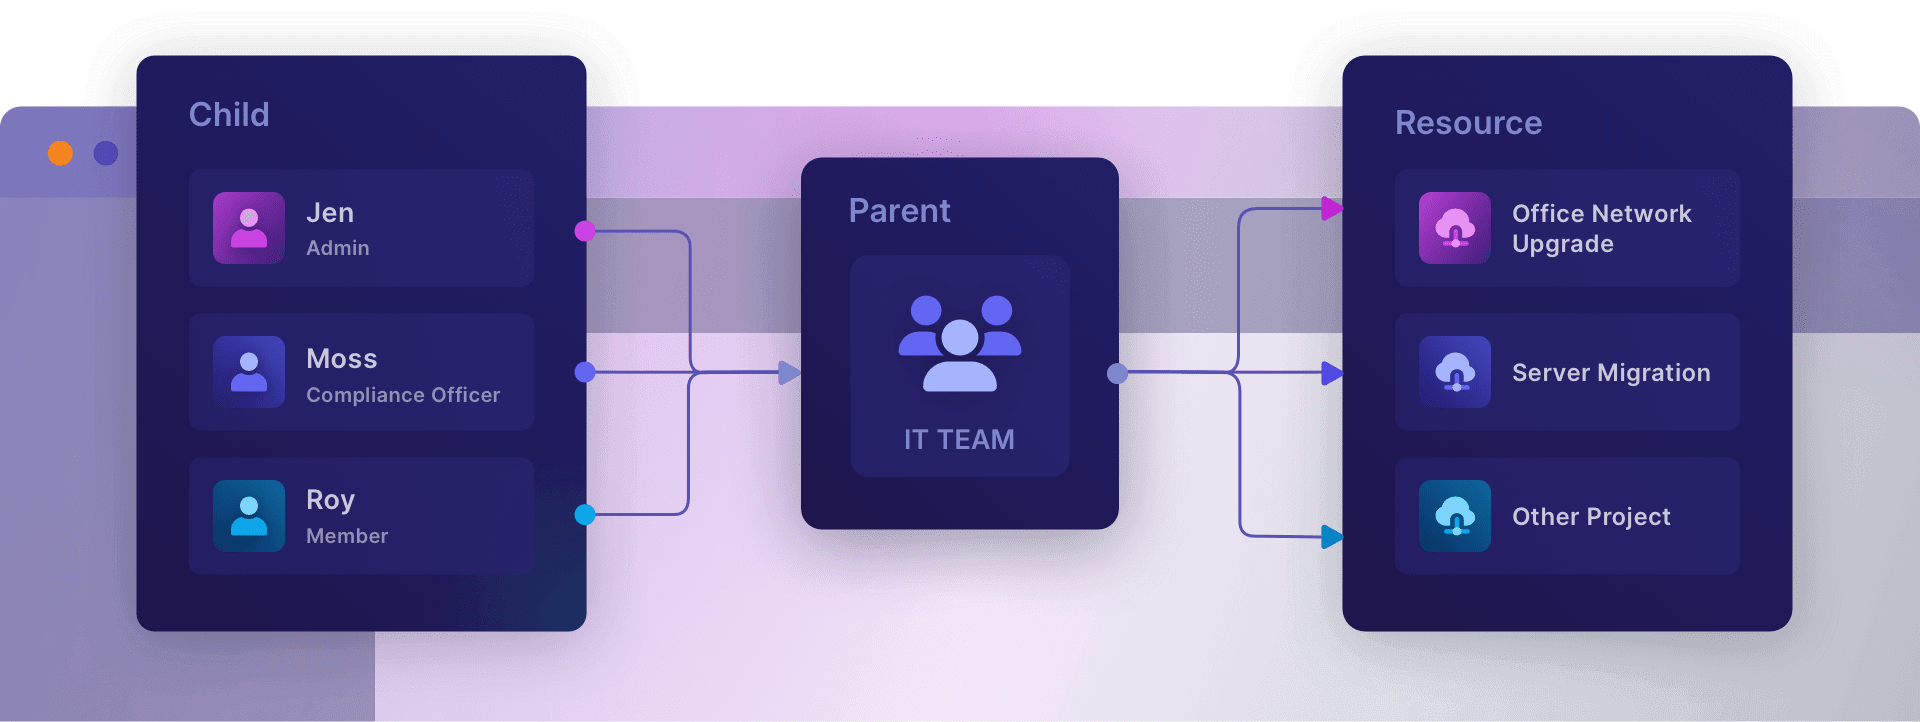 Child
Jen
Admin
Moss
Compliance Officer
Roy
Member
Parent
IT TEAM
Resource
Office Network
Upgrade
Server Migration
Other Project